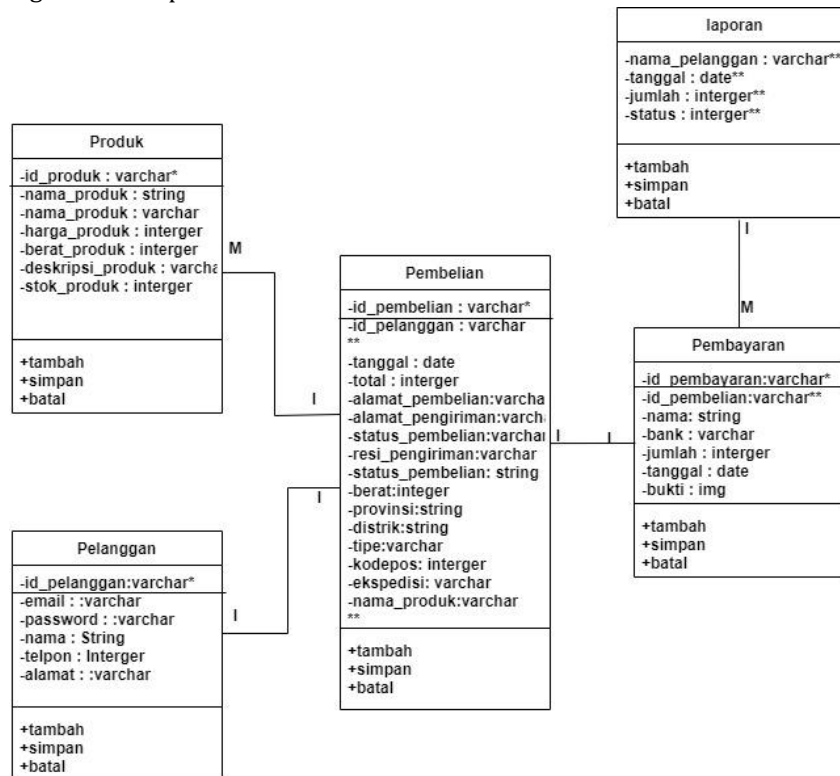 laporan
-nama_pelanggan : varchar**
-tanggal : date**
-jumlah : interger**
-status : interger**
+tambah
+simpan
+batal
I
M
Produk
-id_produk : varchar*
-nama_produk : string
-nama_produk : varchar
-harga_produk : interger
-berat_produk : interger
-deskripsi_produk : varcha
-stok_produk : interger
+tambah
+simpan
+batal
M
I
Pembelian
-id_pembelian : varchar*
-id_pelanggan : varchar
**
-tanggal : date
-total : interger
-alamat_pembelian:varcha
-alamat_pengiriman:varch
-status_pembelian:varchar
-resi_pengiriman:varchar
-status_pembelian: string
-berat:integer
-provinsi:string
-distrik:string
-tipe:varchar
-kodepos: interger
-ekspedisi: varchar
-nama_produk:varchar
**
+tambah
+simpan
+batal
I
I
Pembayaran
-id_pembayaran:varchar*
-id_pembelian:varchar**
-nama: string
-bank : varchar
-jumlah : interger
-tanggal : date
-bukti : img
+tambah
+simpan
+batal
I
I
Pelanggan
-id_pelanggan:varchar*
-email : :varchar
-password : :varchar
-nama : String
-telpon : Interger
-alamat : :varchar
+tambah
+simpan
+batal